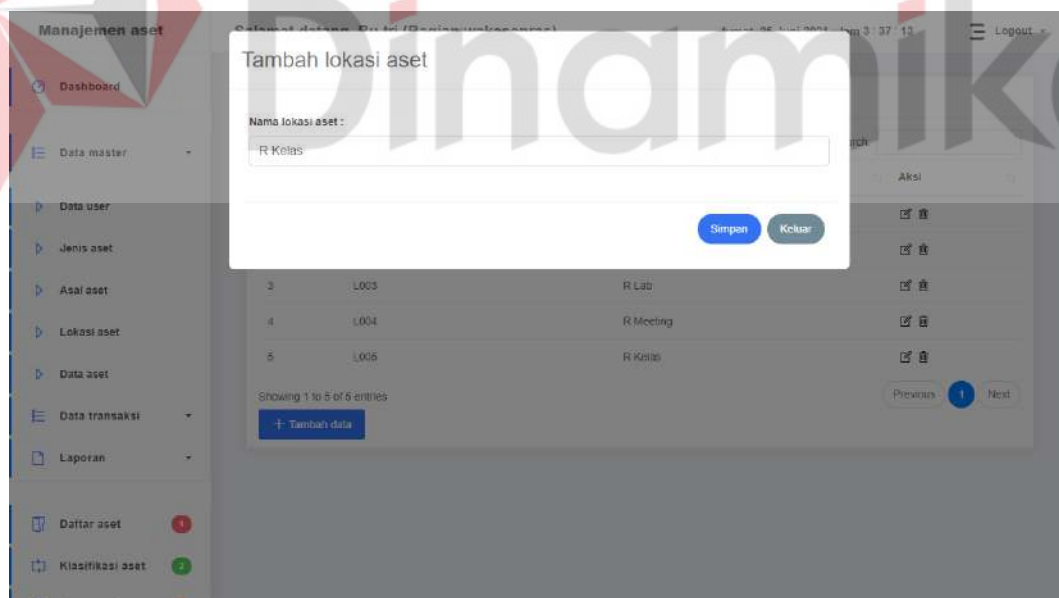 Dinamika
Manajemen aset
Logout
Dashboard
Tambah lokasi aset
Nama lokasi aset :
R Kelas
Data master
Aksi
Data user
Simpan Keluar
Jenis aset
Asal aset
3 L003 R Lab
Lokasi aset
4 L004 R Meeting
Data aset
5 L005 R Kelas
Showing 1 to 5 of 5 entries
Previous 1 Next
Data transaksi
+ Tambah data
Laporan
Daftar aset
Klasifikasi aset